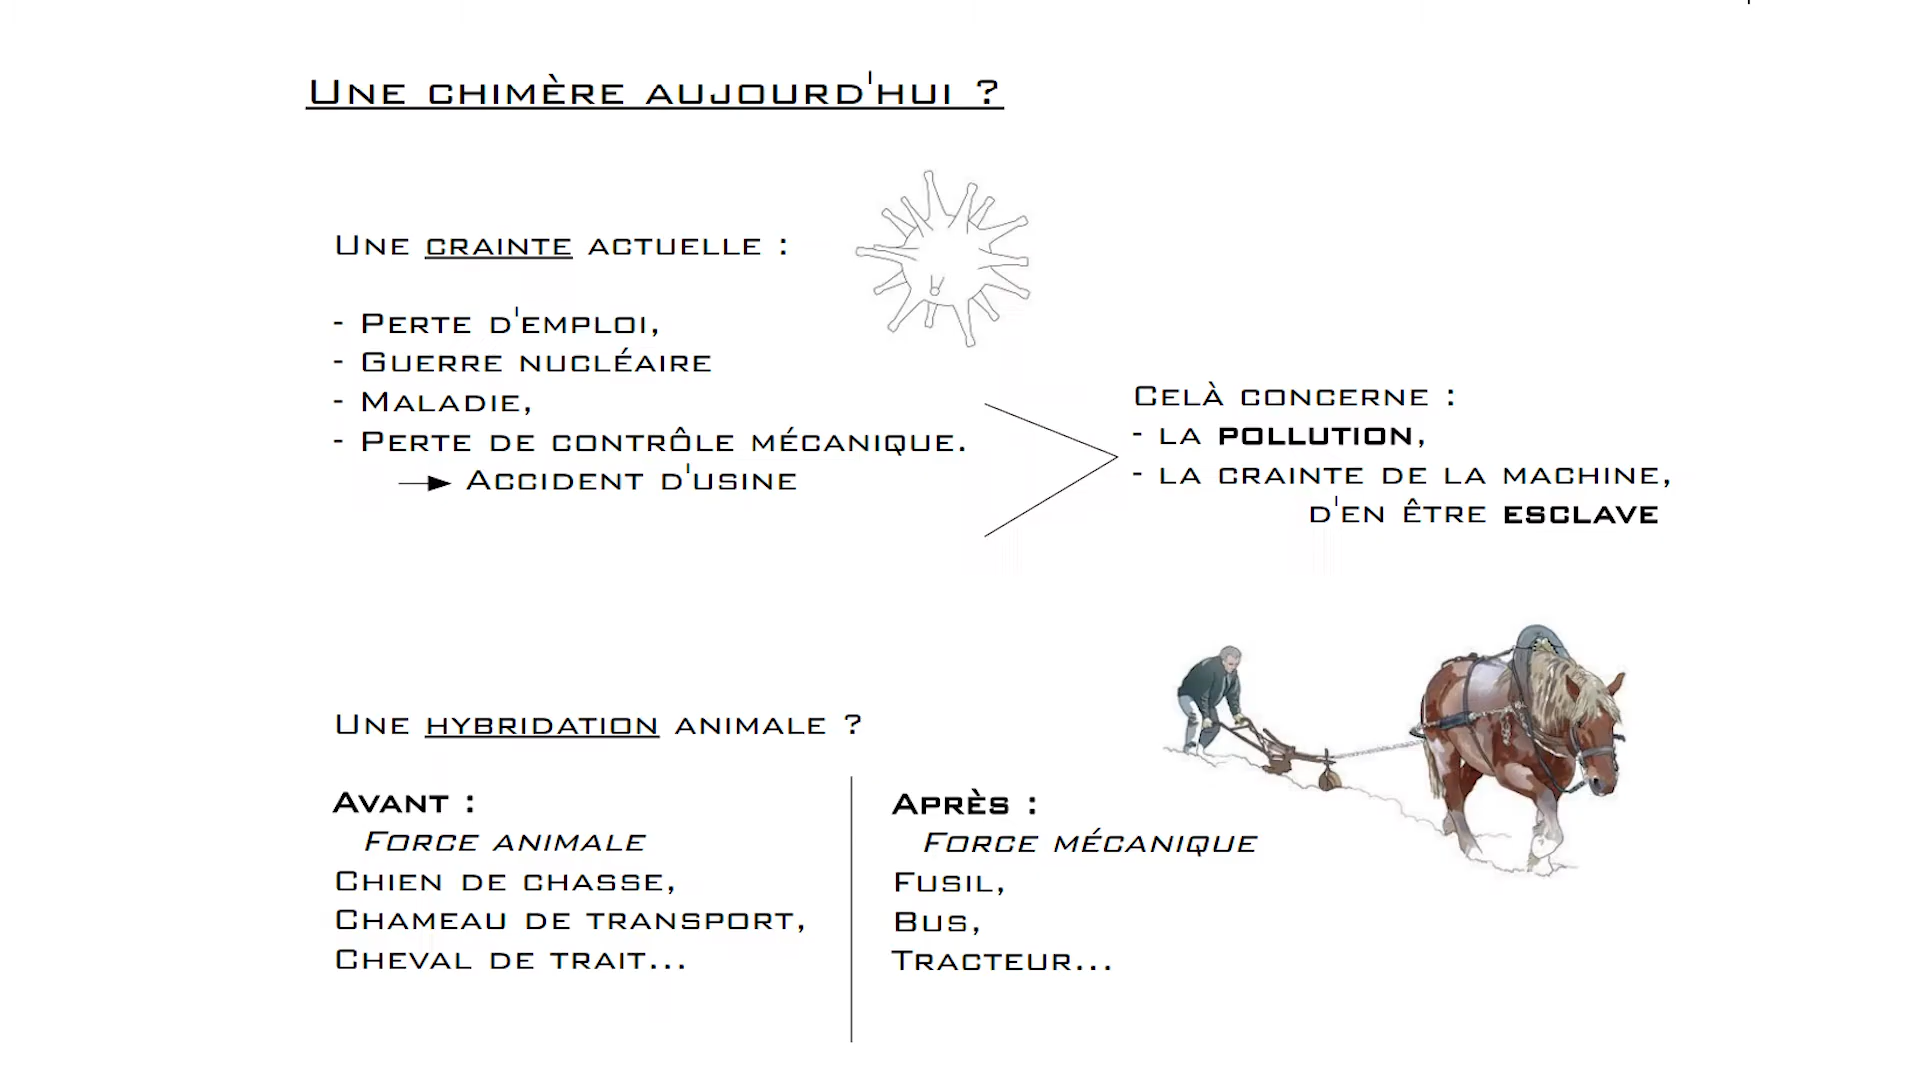 Une chimère aujourd'hui ?
Une crainte actuelle :
- Perte d'emploi,
- Guerre nucléaire
- Maladie,
- Perte de contrôle mécanique.
→ Accident d'usine
Celà concerne :
- la pollution,
- la crainte de la machine,
d'en être esclave
Une hybridation animale ?
Avant :
Force animale
Chien de chasse,
Chameau de transport,
Cheval de trait...
Après :
Force mécanique
Fusil,
Bus,
Tracteur...